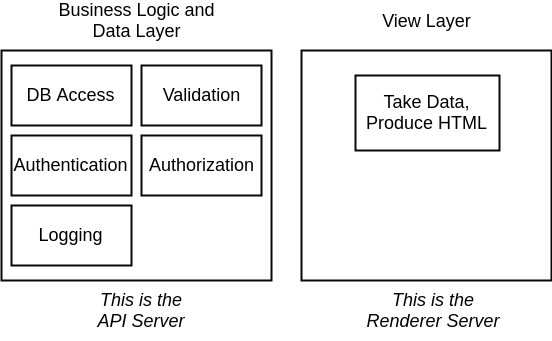 Business Logic and
Data Layer
DB Access
Validation
Authentication
Authorization
Logging
This is the
API Server
View Layer
Take Data,
Produce HTML
This is the
Renderer Server